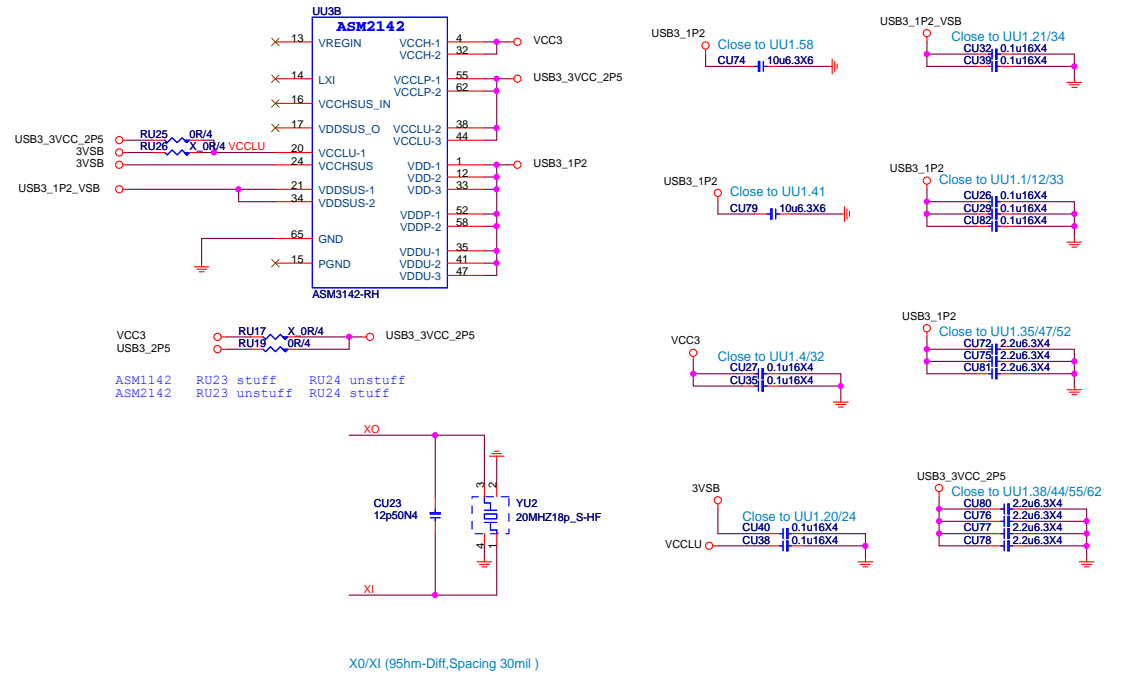 UU3B
ASM2142
13 VREGIN
14 LXI
16 VCCHSUS_IN
17 VDDSUS_O
20 VCCLU-1
24 VCCHSUS
21 VDDSUS-1
34 VDDSUS-2
65 GND
15 PGND
VCCH-1 4 VCC3
VCCH-2 32
VCCLP-1 55 USB3_3VCC_2P5
VCCLP-2 62
VCCLU-2 38
VCCLU-3 44
VDD-1 1 USB3_1P2
VDD-2 12
VDD-3 33
VDDP-1 52
VDDP-2 58
VDDU-1 35
VDDU-2 41
VDDU-3 47
ASM3142-RH
USB3_3VCC_2P5 RU25 0R/4
3VSB RU26 X_0R/4 VCCLU
3VSB
USB3_1P2_VSB
VCC3 RU17 X_0R/4 USB3_3VCC_2P5
USB3_2P5 RU19 0R/4
ASM1142 RU23 stuff RU24 unstuff
ASM2142 RU23 unstuff RU24 stuff
XO
CU23
12p50N4
3 2
YU2
20MHZ18p_S-HF
4 1
XI
X0/XI (95hm-Diff,Spacing 30mil )
USB3_1P2
Close to UU1.58
CU74 10u6.3X6
USB3_1P2_VSB
Close to UU1.21/34
CU32 0.1u16X4
CU39 0.1u16X4
USB3_1P2
Close to UU1.41
CU79 10u6.3X6
USB3_1P2
Close to UU1.1/12/33
CU26 0.1u16X4
CU29 0.1u16X4
CU82 0.1u16X4
VCC3
Close to UU1.4/32
CU27 0.1u16X4
CU35 0.1u16X4
USB3_1P2
Close to UU1.35/47/52
CU72 2.2u6.3X4
CU75 2.2u6.3X4
CU81 2.2u6.3X4
3VSB
Close to UU1.20/24
CU40 0.1u16X4
VCCLU CU38 0.1u16X4
USB3_3VCC_2P5
Close to UU1.38/44/55/62
CU80 2.2u6.3X4
CU76 2.2u6.3X4
CU77 2.2u6.3X4
CU78 2.2u6.3X4